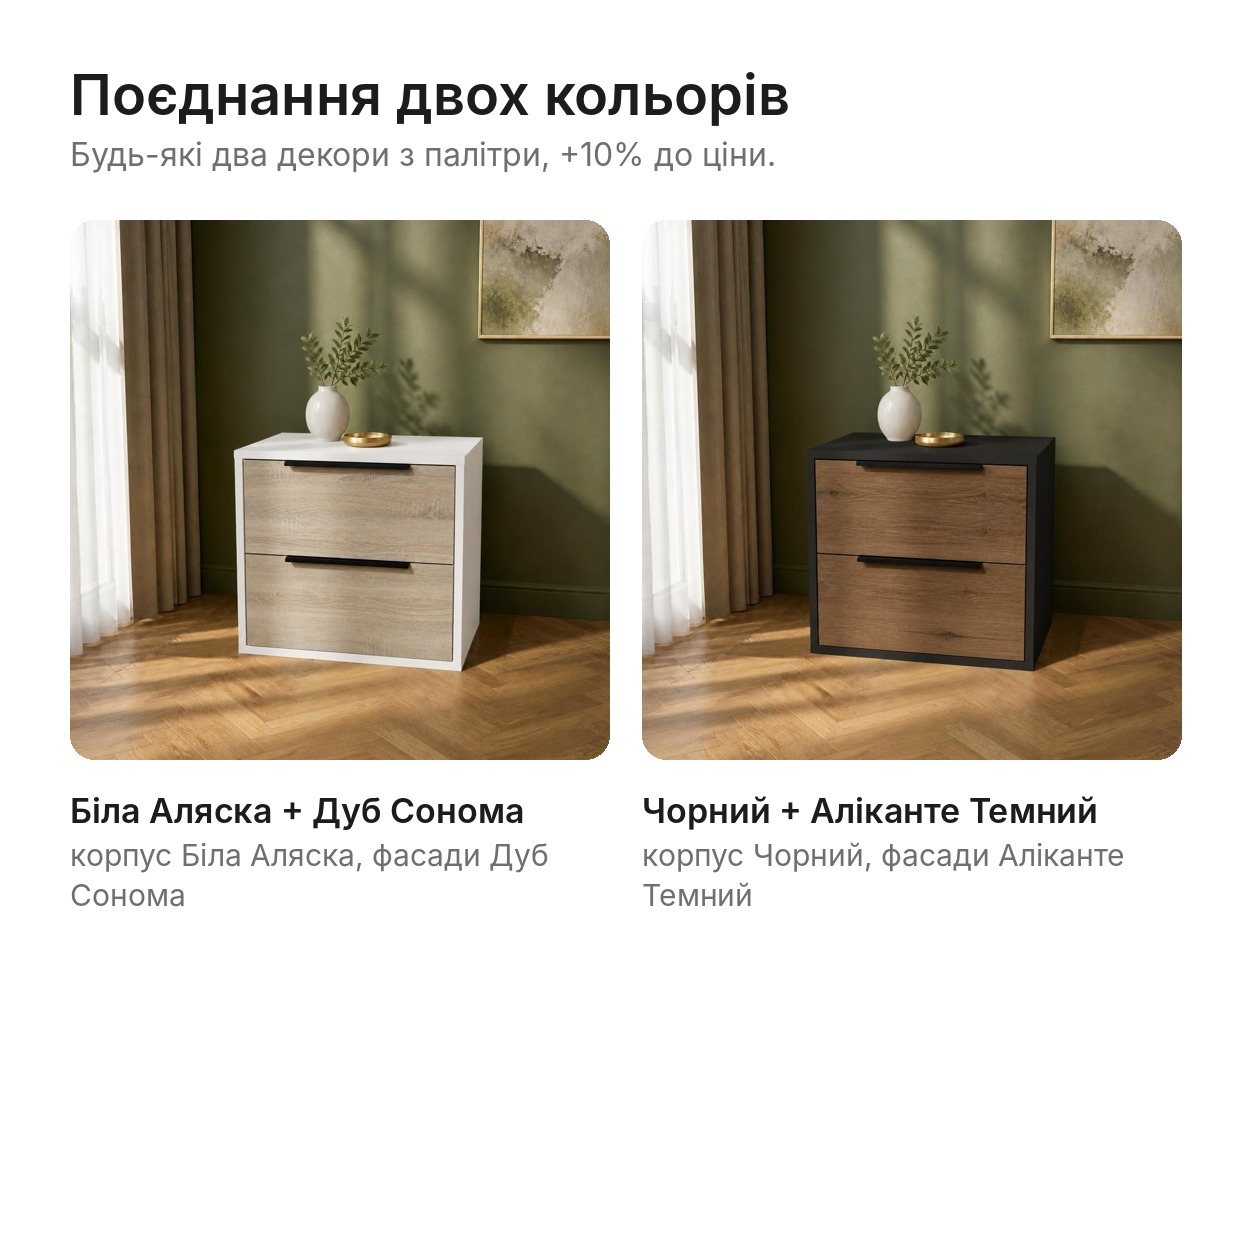 Поєднання двох кольорів
Будь-які два декори з палітри, +10% до ціни.
Біла Аляска + Дуб Сонома
корпус Біла Аляска, фасади Дуб
Сонома
Чорний + Аліканте Темний
корпус Чорний, фасади Аліканте
Темний